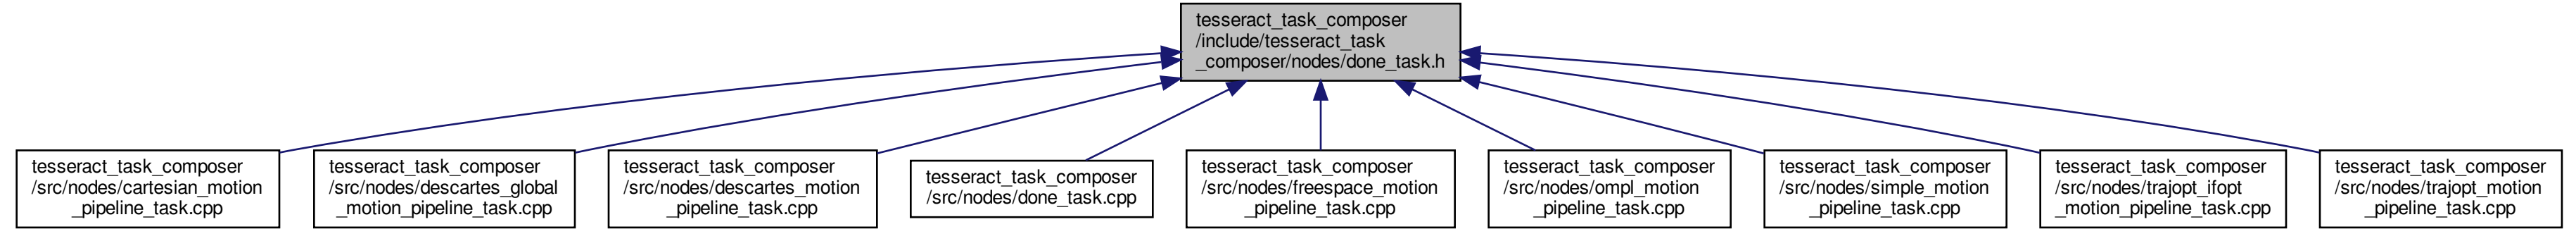 tesseract_task_composer
/include/tesseract_task
_composer/nodes/done_task.h
tesseract_task_composer
/src/nodes/cartesian_motion
_pipeline_task.cpp
tesseract_task_composer
/src/nodes/descartes_global
_motion_pipeline_task.cpp
tesseract_task_composer
/src/nodes/descartes_motion
_pipeline_task.cpp
tesseract_task_composer
/src/nodes/done_task.cpp
tesseract_task_composer
/src/nodes/freespace_motion
_pipeline_task.cpp
tesseract_task_composer
/src/nodes/ompl_motion
_pipeline_task.cpp
tesseract_task_composer
/src/nodes/simple_motion
_pipeline_task.cpp
tesseract_task_composer
/src/nodes/trajopt_ifopt
_motion_pipeline_task.cpp
tesseract_task_composer
/src/nodes/trajopt_motion
_pipeline_task.cpp